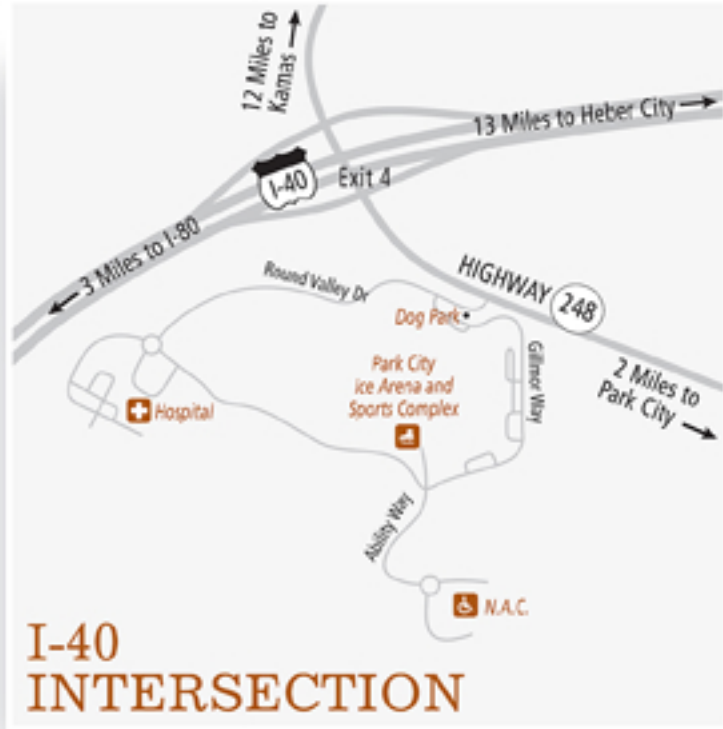 12 Miles to
Kamas
13 Miles to Heber City
I-40
Exit 4
3 Miles to I-80
Round Valley Dr
HIGHWAY 248
Dog Park
Gillmor Way
Park City
ice Arena and
Sports Complex
2 Miles to
Park City
Hospital
Ability Way
N.A.C.
I-40
INTERSECTION